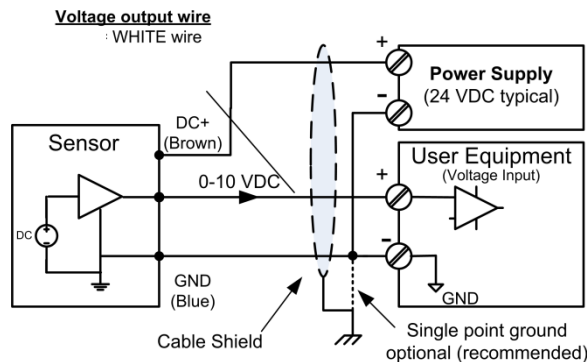 Voltage output wire
: WHITE wire
+
Power Supply
(24 VDC typical)
-
DC+
(Brown)
Sensor
User Equipment
(Voltage Input)
0-10 VDC
+
DC
+
-
-
GND
(Blue)
GND
Cable Shield
Single point ground
optional (recommended)